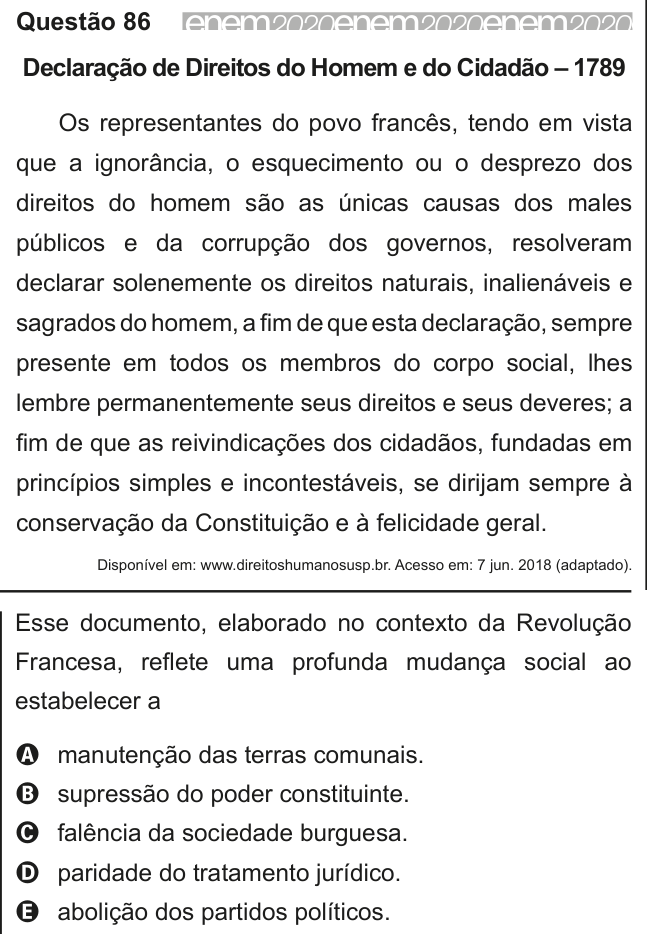 Questão 86 enem2020enem2020enem2020
Declaração de Direitos do Homem e do Cidadão – 1789
Os representantes do povo francês, tendo em vista
que a ignorância, o esquecimento ou o desprezo dos
direitos do homem são as únicas causas dos males
públicos e da corrupção dos governos, resolveram
declarar solenemente os direitos naturais, inalienáveis e
sagrados do homem, a fim de que esta declaração, sempre
presente em todos os membros do corpo social, lhes
lembre permanentemente seus direitos e seus deveres; a
fim de que as reivindicações dos cidadãos, fundadas em
princípios simples e incontestáveis, se dirijam sempre à
conservação da Constituição e à felicidade geral.
Disponível em: www.direitoshumanosusp.br. Acesso em: 7 jun. 2018 (adaptado).
Esse documento, elaborado no contexto da Revolução
Francesa, reflete uma profunda mudança social ao
estabelecer a
A manutenção das terras comunais.
B supressão do poder constituinte.
C falência da sociedade burguesa.
D paridade do tratamento jurídico.
E abolição dos partidos políticos.